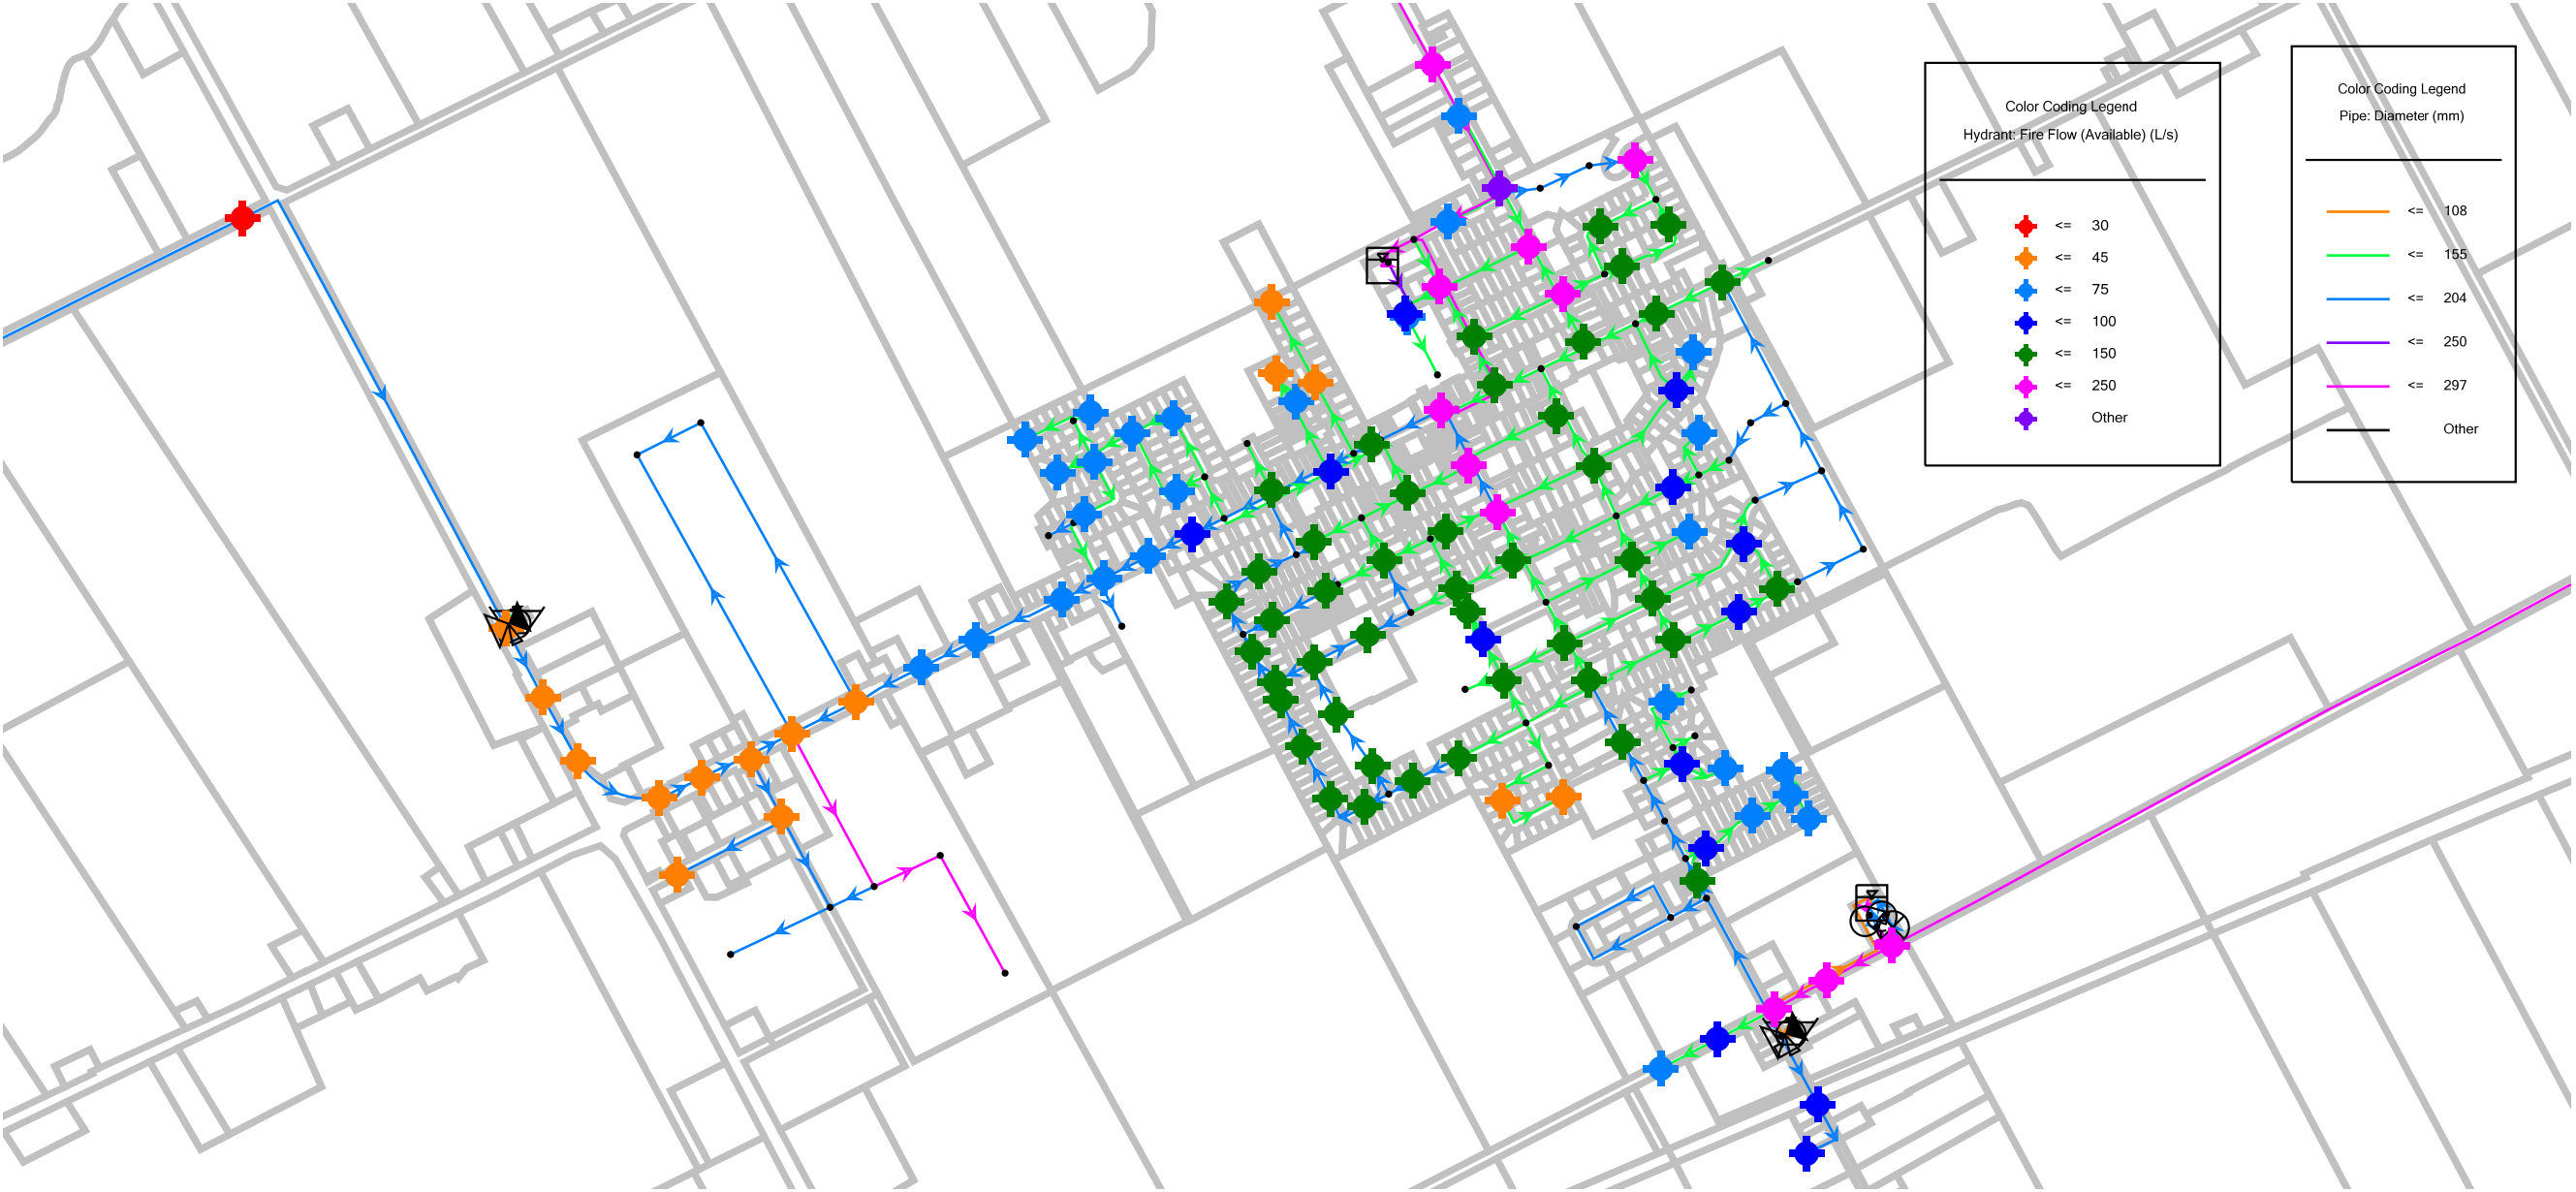 Color Coding Legend
Hydrant: Fire Flow (Available) (L/s)
<= 30
<= 45
<= 75
<= 100
<= 150
<= 250
Other
Color Coding Legend
Pipe: Diameter (mm)
<= 108
<= 155
<= 204
<= 250
<= 297
Other